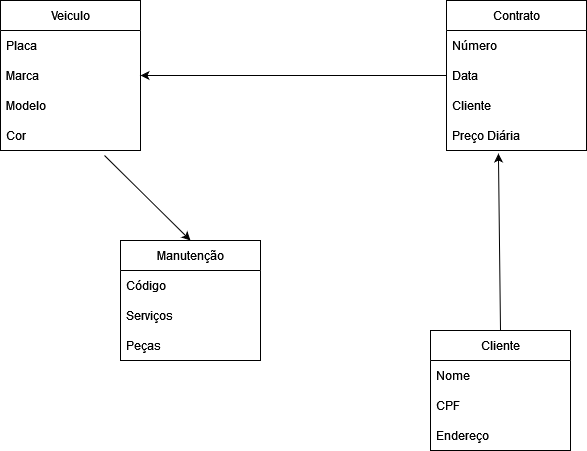 Veiculo
Placa
Marca
Modelo
Cor
Contrato
Número
Data
Cliente
Preço Diária
Manutenção
Código
Serviços
Peças
Cliente
Nome
CPF
Endereço